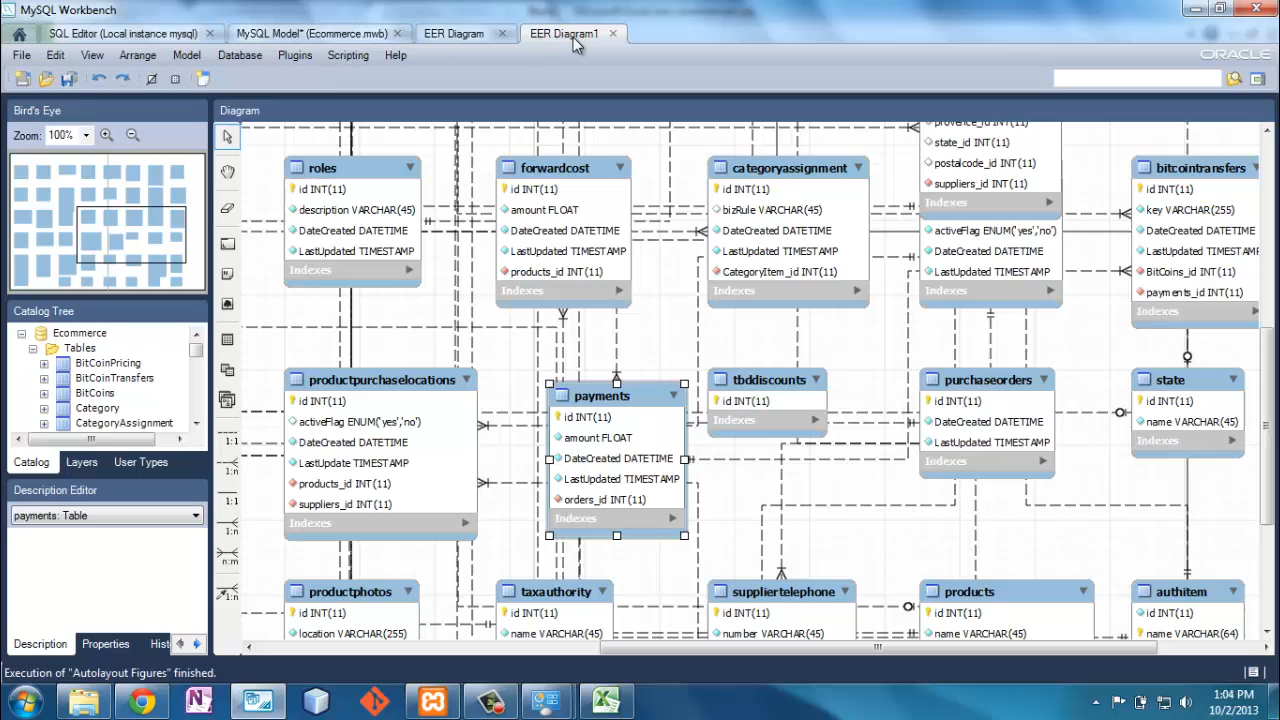 MySQL Workbench
SQL Editor (Local instance mysql)
MySQL Model* (Ecommerce.mwb)
EER Diagram
EER Diagram1
File Edit View Arrange Model Database Plugins Scripting Help
ORACLE
Bird's Eye
Zoom: 100%
Catalog Tree
Ecommerce
Tables
BitCoinPricing
BitCoinTransfers
BitCoins
Category
CategoryAssignment
Catalog Layers User Types
Description Editor
payments: Table
Description Properties Hist
Diagram
1:1
1:n
1:1
1:n
n:m
1:n
roles
id INT(11)
description VARCHAR(45)
DateCreated DATETIME
LastUpdated TIMESTAMP
Indexes
forwardcost
id INT(11)
amount FLOAT
DateCreated DATETIME
LastUpdated TIMESTAMP
products_id INT(11)
Indexes
categoryassignment
id INT(11)
bizRule VARCHAR(45)
DateCreated DATETIME
LastUpdated TIMESTAMP
CategoryItem_id INT(11)
Indexes
provence_id INT(11)
state_id INT(11)
postalcode_id INT(11)
suppliers_id INT(11)
Indexes
activeFlag ENUM('yes','no')
DateCreated DATETIME
LastUpdated TIMESTAMP
Indexes
bitcointransfers
id INT(11)
key VARCHAR(255)
DateCreated DATETIME
LastUpdated TIMESTAMP
BitCoins_id INT(11)
payments_id INT(11)
Indexes
productpurchaselocations
id INT(11)
activeFlag ENUM('yes','no')
DateCreated DATETIME
LastUpdate TIMESTAMP
products_id INT(11)
suppliers_id INT(11)
Indexes
payments
id INT(11)
amount FLOAT
DateCreated DATETIME
LastUpdated TIMESTAMP
orders_id INT(11)
Indexes
tbddiscounts
id INT(11)
Indexes
purchaseorders
id INT(11)
DateCreated DATETIME
LastUpdated TIMESTAMP
Indexes
state
id INT(11)
name VARCHAR(45)
Indexes
productphotos
id INT(11)
location VARCHAR(255)
taxauthority
id INT(11)
name VARCHAR(45)
suppliertelephone
id INT(11)
number VARCHAR(45)
products
id INT(11)
name VARCHAR(45)
authitem
id INT(11)
name VARCHAR(64)
Execution of "Autolayout Figures" finished.
1:04 PM
10/2/2013